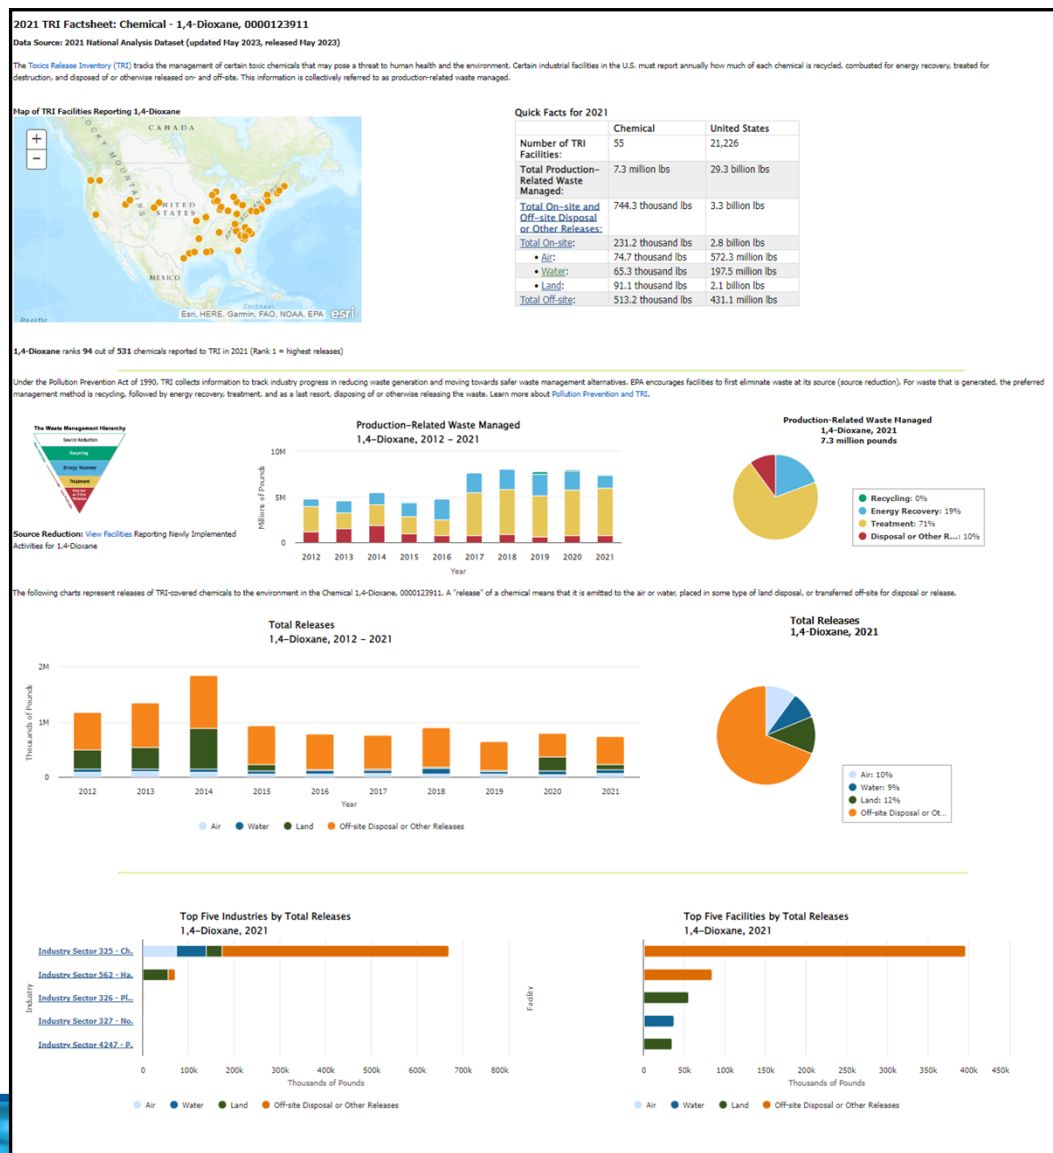 2021 TRI Factsheet: Chemical - 1,4-Dioxane, 0000123911
Data Source: 2021 National Analysis Dataset (updated May 2023, released May 2023)
The Toxics Release Inventory (TRI) tracks the management of certain toxic chemicals that may pose a threat to human health and the environment. Certain industrial facilities in the U.S. must report annually how much of each chemical is recycled, combusted for energy recovery, treated for
destruction, and disposed of or otherwise released on- and off-site. This information is collectively referred to as production-related waste managed.
Map of TRI Facilities Reporting 1,4-Dioxane
+
−
CANADA
ROCKY MOUNTAINS
UNITED
STATES
MEXICO
Caribbean
Pacific
Esri, HERE, Garmin, FAO, NOAA, EPA esri
Quick Facts for 2021
Chemical United States
Number of TRI Facilities: 55 21,226
Total Production-Related Waste Managed: 7.3 million lbs 29.3 billion lbs
Total On-site and Off-site Disposal or Other Releases: 744.3 thousand lbs 3.3 billion lbs
Total On-site: 231.2 thousand lbs 2.8 billion lbs
• Air: 74.7 thousand lbs 572.3 million lbs
• Water: 65.3 thousand lbs 197.5 million lbs
• Land: 91.1 thousand lbs 2.1 billion lbs
Total Off-site: 513.2 thousand lbs 431.1 million lbs
1,4-Dioxane ranks 94 out of 531 chemicals reported to TRI in 2021 (Rank 1 = highest releases)
Under the Pollution Prevention Act of 1990, TRI collects information to track industry progress in reducing waste generation and moving towards safer waste management alternatives. EPA encourages facilities to first eliminate waste at its source (source reduction). For waste that is generated, the preferred
management method is recycling, followed by energy recovery, treatment, and as a last resort, disposing of or otherwise releasing the waste. Learn more about Pollution Prevention and TRI.
The Waste Management Hierarchy
Source Reduction
Recycling
Energy Recovery
Treatment
Source Reduction: View Facilities Reporting Newly Implemented
Activities for 1,4-Dioxane
Production-Related Waste Managed
1,4-Dioxane, 2012 - 2021
Millions of Pounds
10M
5M
0
2012 2013 2014 2015 2016 2017 2018 2019 2020 2021
Year
Production-Related Waste Managed
1,4-Dioxane, 2021
7.3 million pounds
Recycling: 0%
Energy Recovery: 19%
Treatment: 71%
Disposal or Other R...: 10%
The following charts represent releases of TRI-covered chemicals to the environment in the Chemical 1,4-Dioxane, 0000123911. A "release" of a chemical means that it is emitted to the air or water, placed in some type of land disposal, or transferred off-site for disposal or release.
Total Releases
1,4-Dioxane, 2012 - 2021
Thousands of Pounds
2M
1M
0
2012 2013 2014 2015 2016 2017 2018 2019 2020 2021
Year
Air Water Land Off-site Disposal or Other Releases
Total Releases
1,4-Dioxane, 2021
Air: 10%
Water: 9%
Land: 12%
Off-site Disposal or Ot...
Top Five Industries by Total Releases
1,4-Dioxane, 2021
Industry
Industry Sector 325 - Ch.
Industry Sector 562 - Ha.
Industry Sector 326 - Pl..
Industry Sector 327 - No.
Industry Sector 4247 - P.
0 100k 200k 300k 400k 500k 600k 700k 800k
Thousands of Pounds
Air Water Land Off-site Disposal or Other Releases
Top Five Facilities by Total Releases
1,4-Dioxane, 2021
Facility
0 50k 100k 150k 200k 250k 300k 350k 400k 450k
Thousands of Pounds
Air Water Land Off-site Disposal or Other Releases